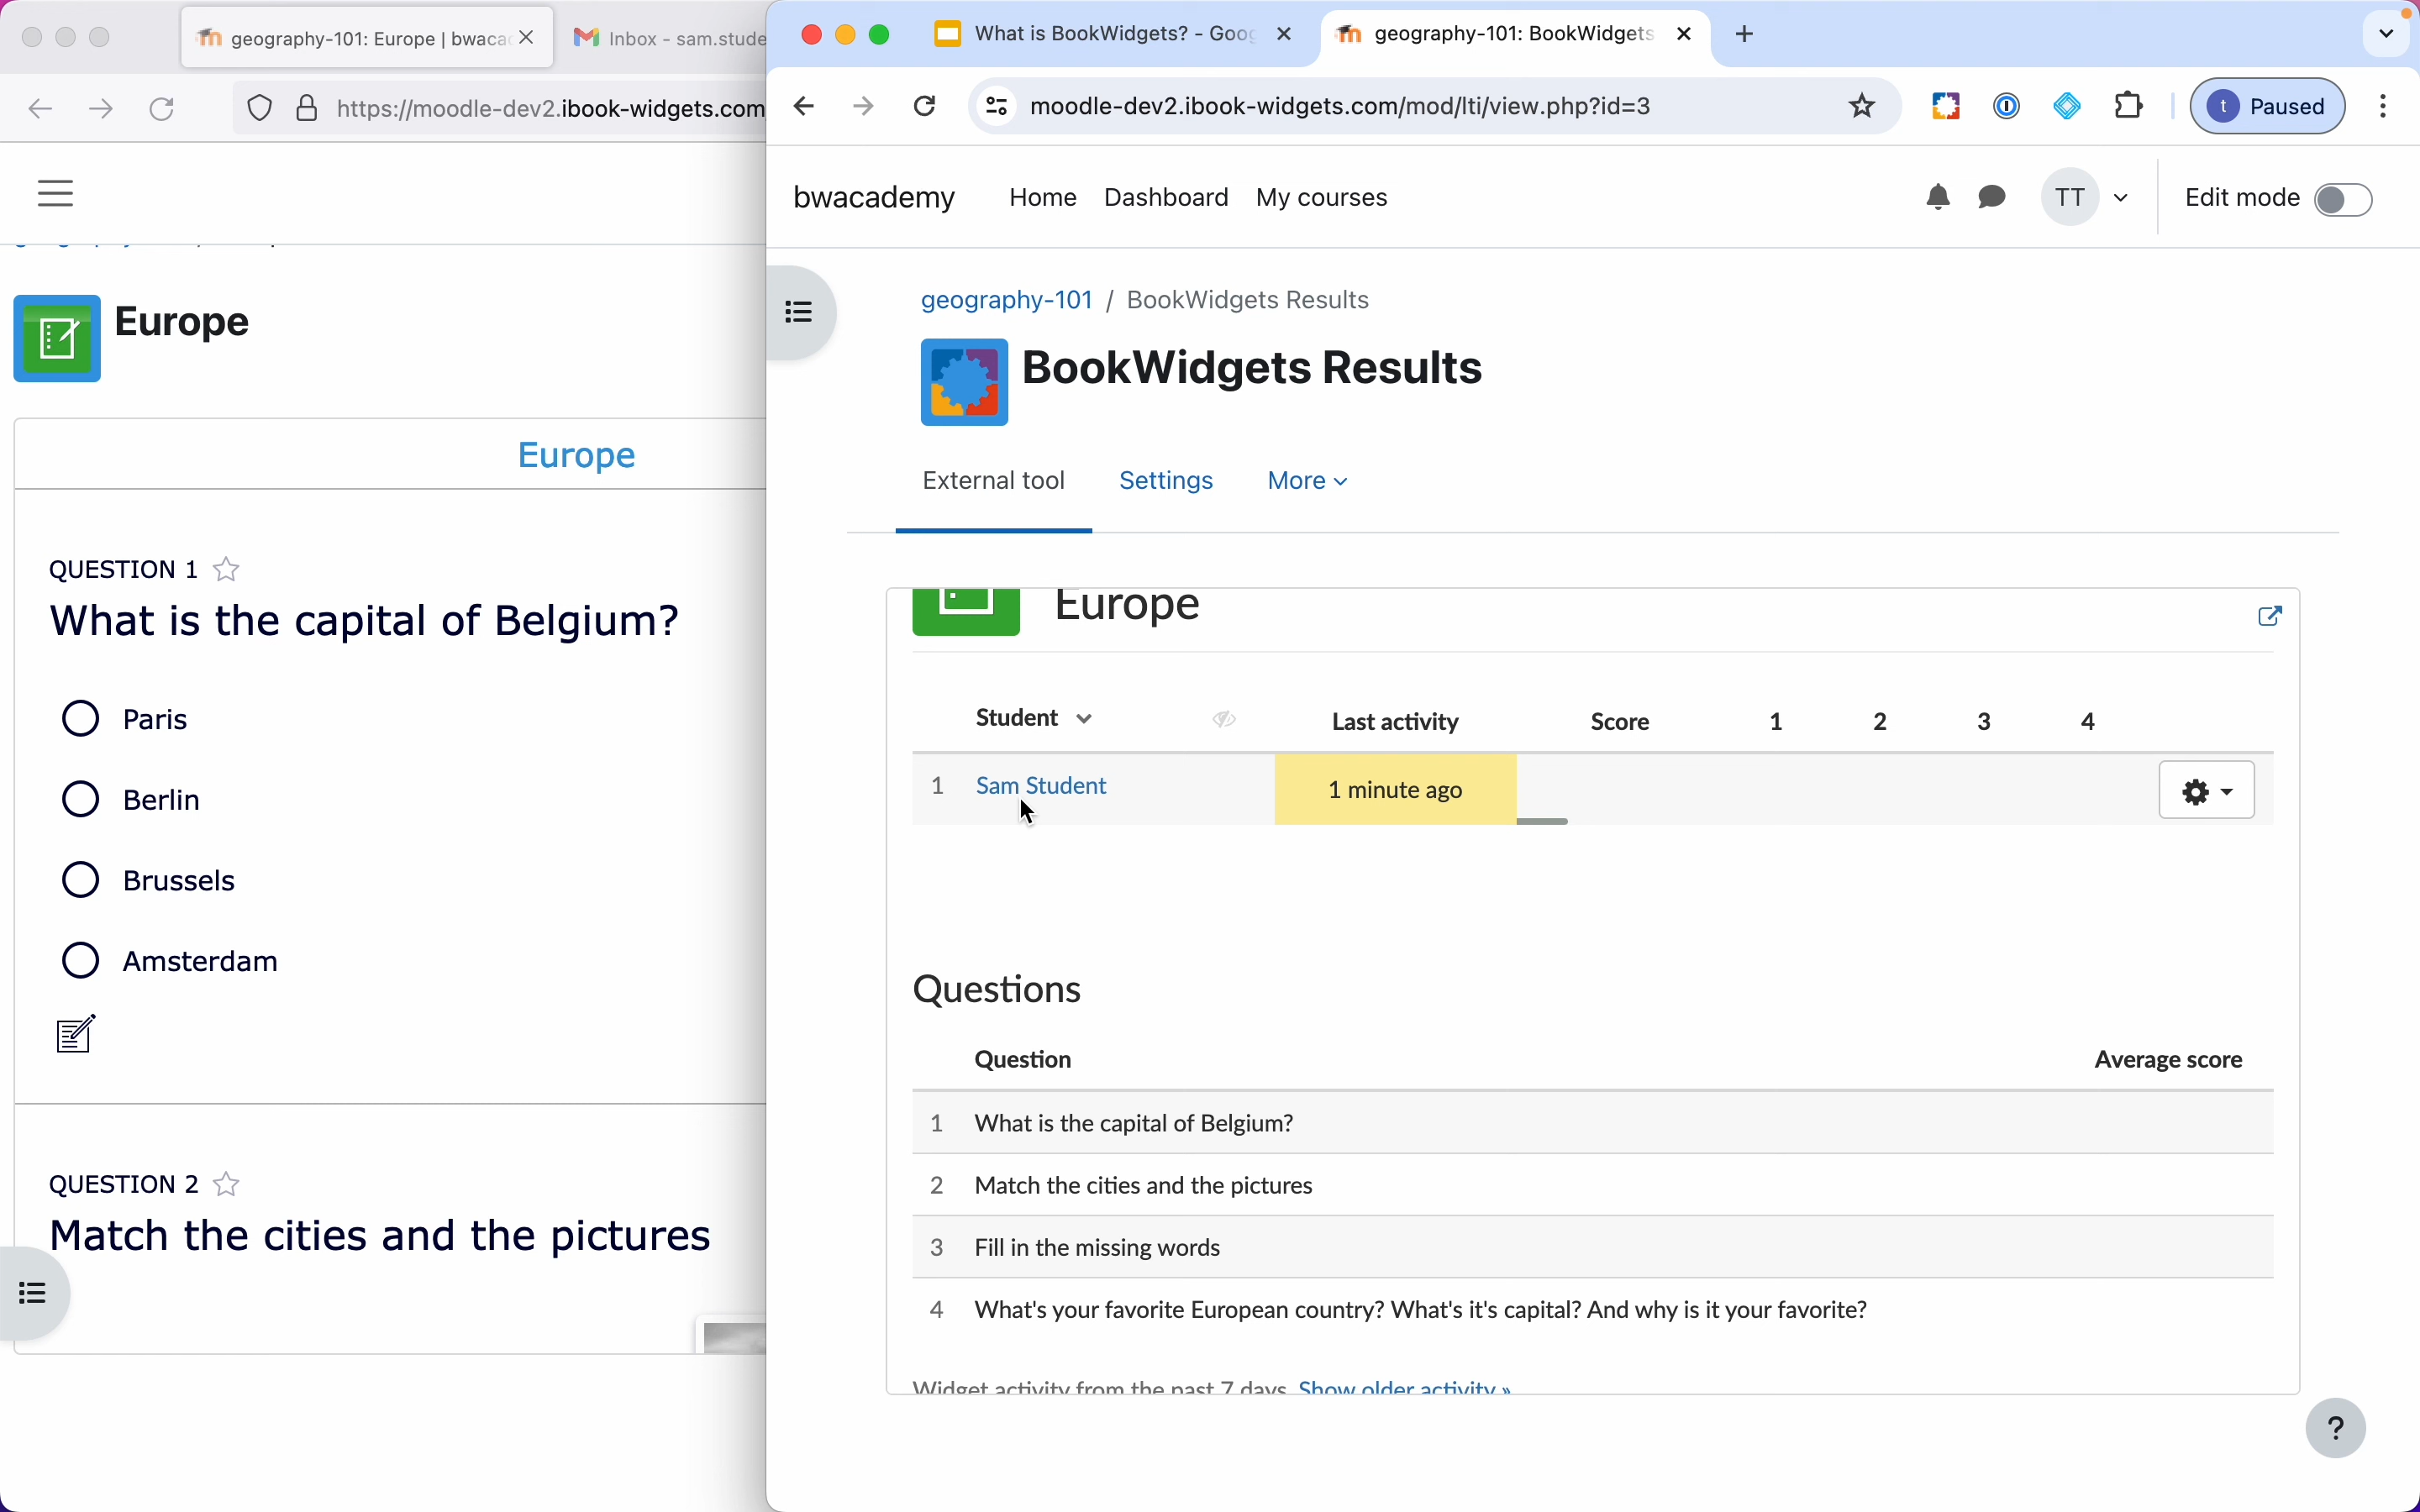 geography-101: Europe | bwaca
Inbox - sam.stude
https://moodle-dev2.ibook-widgets.com
Europe
Europe
QUESTION 1
What is the capital of Belgium?
Paris
Berlin
Brussels
Amsterdam
QUESTION 2
Match the cities and the pictures
What is BookWidgets? - Goog
geography-101: BookWidgets
moodle-dev2.ibook-widgets.com/mod/lti/view.php?id=3
t Paused
bwacademy Home Dashboard My courses
TT
Edit mode
geography-101 / BookWidgets Results
BookWidgets Results
External tool Settings More
Europe
Student Last activity Score 1 2 3 4
1 Sam Student 1 minute ago
Questions
Question Average score
1 What is the capital of Belgium?
2 Match the cities and the pictures
3 Fill in the missing words
4 What's your favorite European country? What's it's capital? And why is it your favorite?
Widget activity from the past 7 days Show older activity »
?